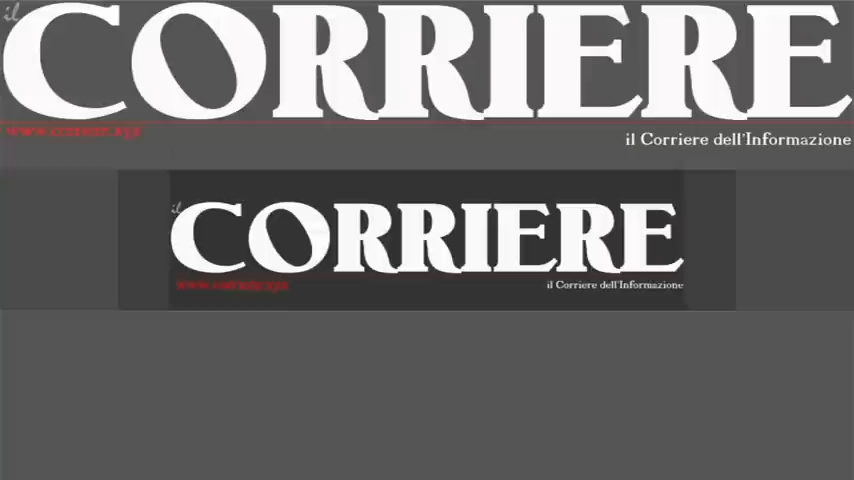 il
CORRIERE
il Corriere dell'Informazione
il
CORRIERE
il Corriere dell'Informazione